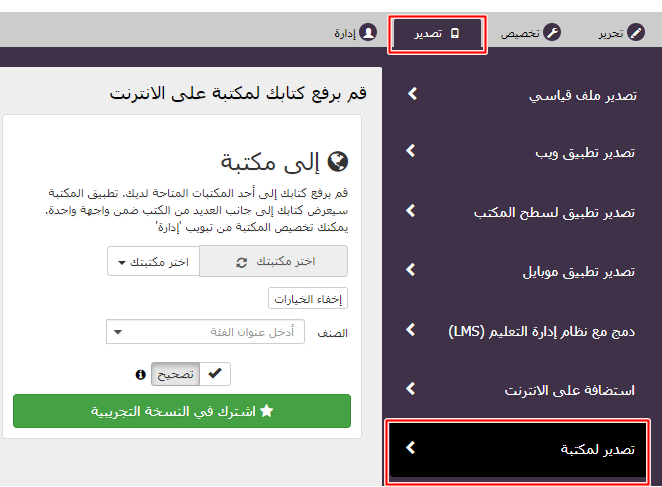 تحرير
تخصيص
تصدير
إدارة
تصدير ملف قياسي
تصدير تطبيق ويب
تصدير تطبيق لسطح المكتب
تصدير تطبيق موبايل
دمج مع نظام إدارة التعليم (LMS)
استضافة على الانترنت
تصدير لمكتبة
قم برفع كتابك لمكتبة على الانترنت
إلى مكتبة
قم برفع كتابك إلى أحد المكتبات المتاحة لديك. تطبيق المكتبة
سيعرض كتابك إلى جانب العديد من الكتب ضمن واجهة واحدة.
يمكنك تخصيص المكتبة من تبويب 'إدارة'
اختر مكتبتك
اختر مكتبتك
إخفاء الخيارات
الصنف
أدخل عنوان الفئة
تصحيح
اشترك في النسخة التجريبية